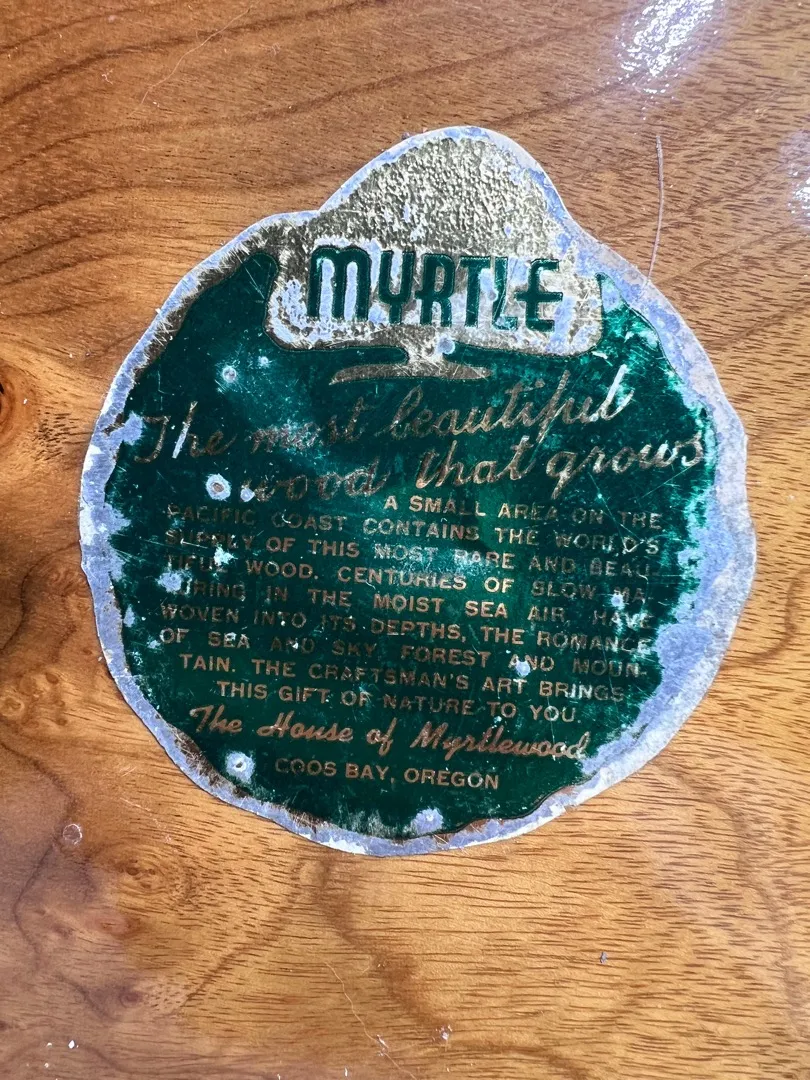 MYRTLE
The most beautiful
wood that grows
A SMALL AREA ON THE
PACIFIC COAST CONTAINS THE WORLD'S
SUPPLY OF THIS MOST RARE AND BEAU-
TIFUL WOOD. CENTURIES OF SLOW MA-
TURING IN THE MOIST SEA AIR, HAVE
WOVEN INTO ITS DEPTHS, THE ROMANCE
OF SEA AND SKY, FOREST AND MOUN-
TAIN. THE CRAFTSMAN'S ART BRINGS
THIS GIFT OF NATURE TO YOU.
The House of Myrtlewood
COOS BAY, OREGON